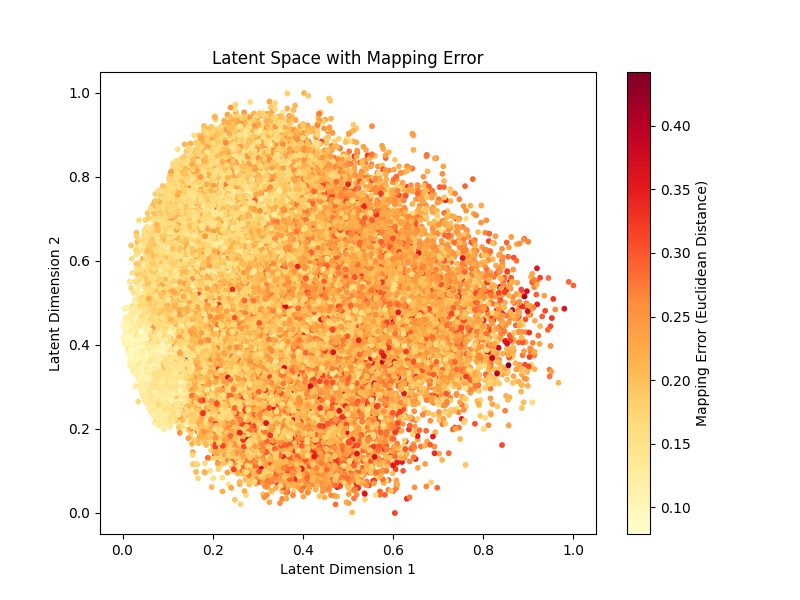 Latent Space with Mapping Error
1.0
0.8
0.6
0.4
0.2
0.0
Latent Dimension 2
0.0 0.2 0.4 0.6 0.8 1.0
Latent Dimension 1
0.40
0.35
0.30
0.25
0.20
0.15
0.10
Mapping Error (Euclidean Distance)